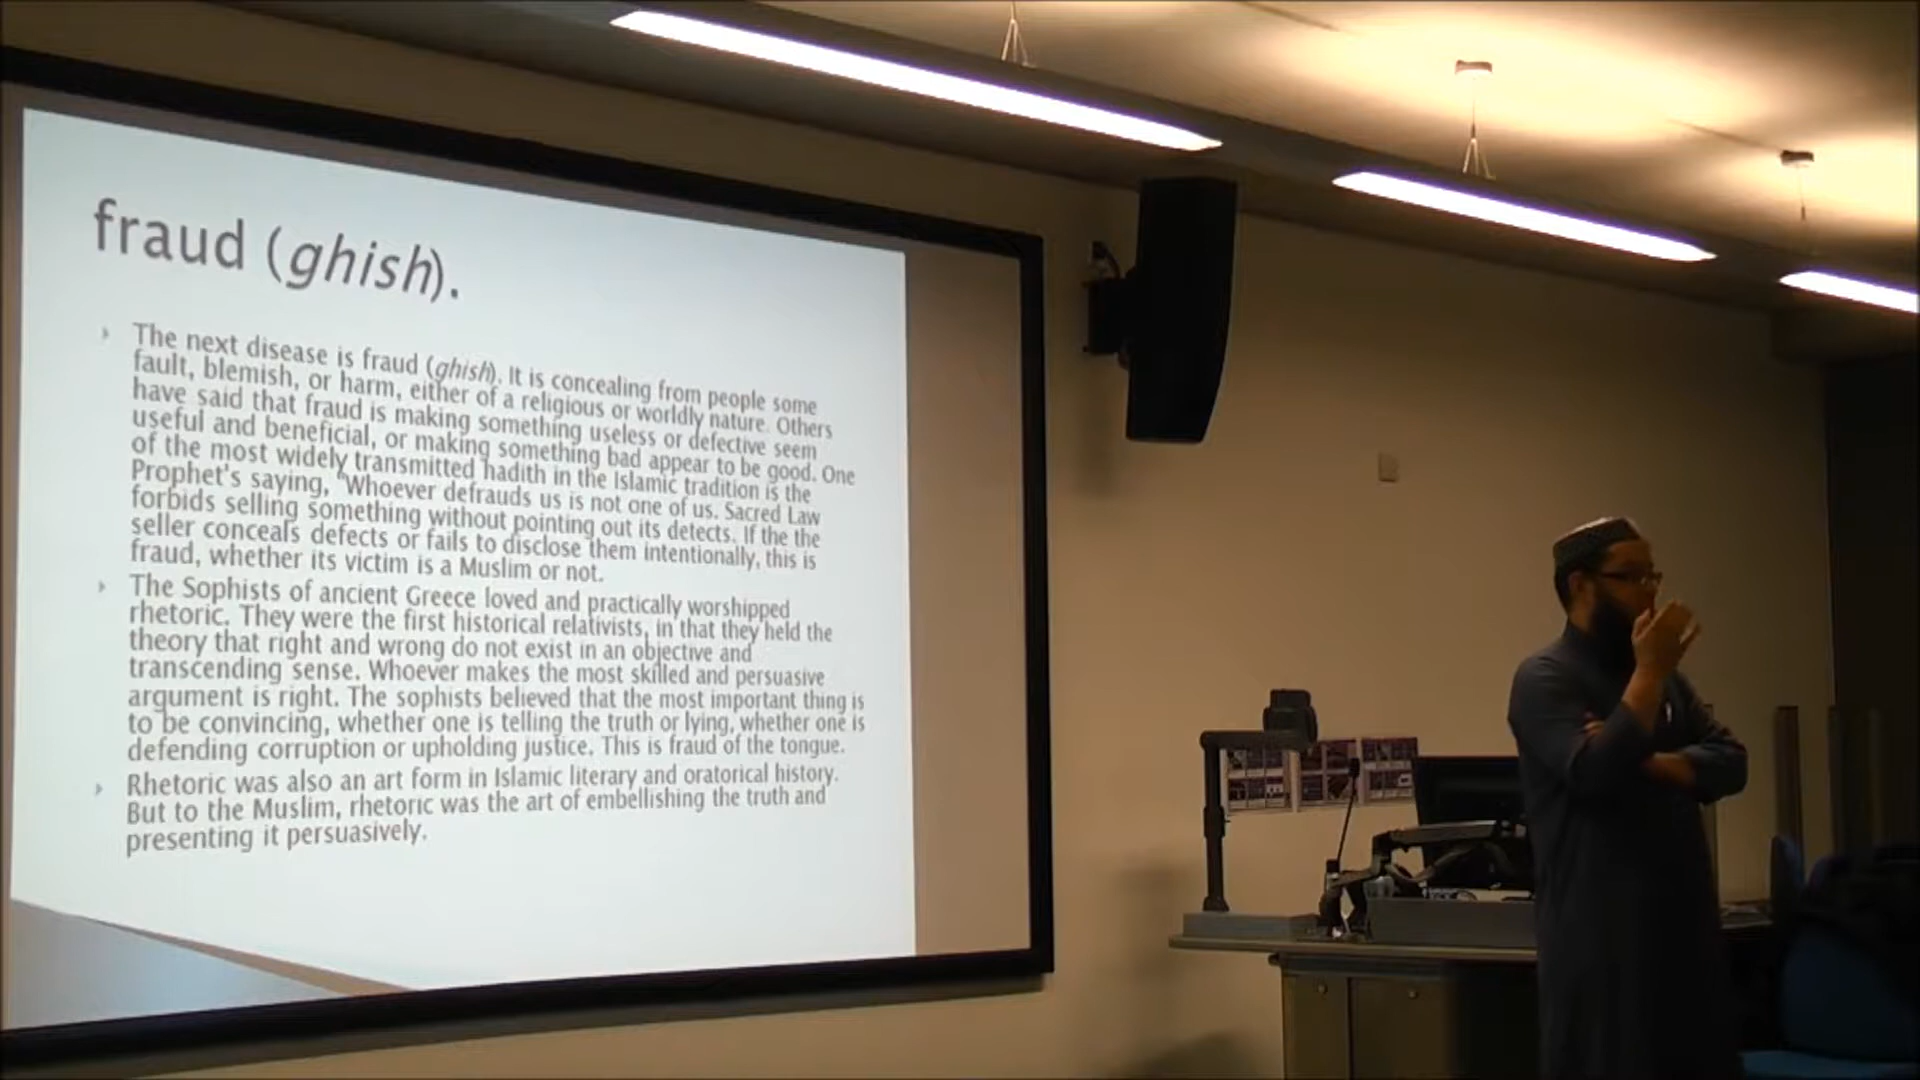 fraud (ghish).
The next disease is fraud (ghish). It is concealing from people some
fault, blemish, or harm, either of a religious or worldly nature. Others
have said that fraud is making something useless or defective seem
useful and beneficial, or making something bad appear to be good. One
of the most widely transmitted hadith in the Islamic tradition is the
Prophet's saying, "Whoever defrauds us is not one of us. Sacred Law
forbids selling something without pointing out its detects. If the the
seller conceals defects or fails to disclose them intentionally, this is
fraud, whether its victim is a Muslim or not.
The Sophists of ancient Greece loved and practically worshipped
rhetoric. They were the first historical relativists, in that they held the
theory that right and wrong do not exist in an objective and
transcending sense. Whoever makes the most skilled and persuasive
argument is right. The sophists believed that the most important thing is
to be convincing, whether one is telling the truth or lying, whether one is
defending corruption or upholding justice. This is fraud of the tongue.
Rhetoric was also an art form in Islamic literary and oratorical history.
But to the Muslim, rhetoric was the art of embellishing the truth and
presenting it persuasively.